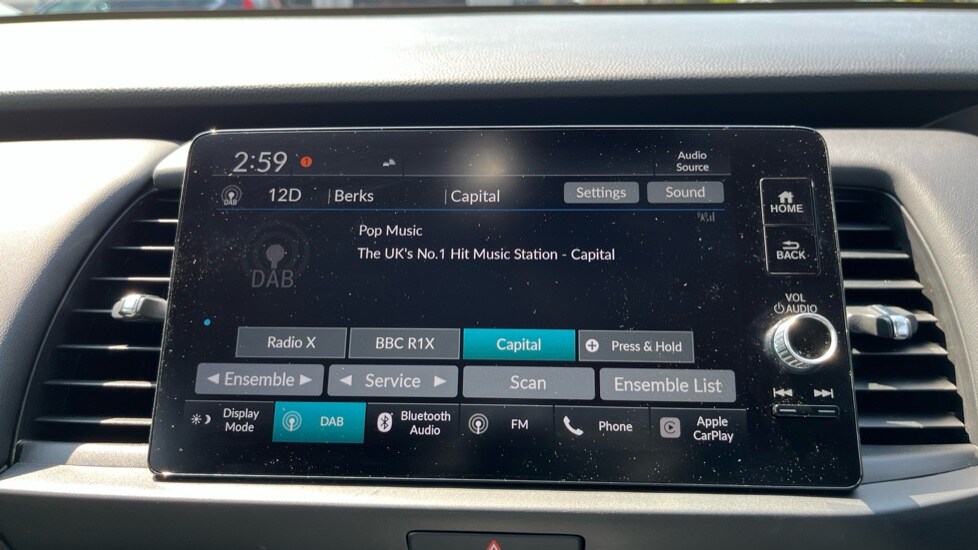 2:59
Audio Source
DAB 12D Berks Capital Settings Sound
Pop Music
The UK's No.1 Hit Music Station - Capital
DAB
Radio X BBC R1X Capital Press & Hold
Ensemble Service Scan Ensemble List
Display Mode DAB Bluetooth Audio FM Phone Apple CarPlay
HOME
BACK
VOL
AUDIO